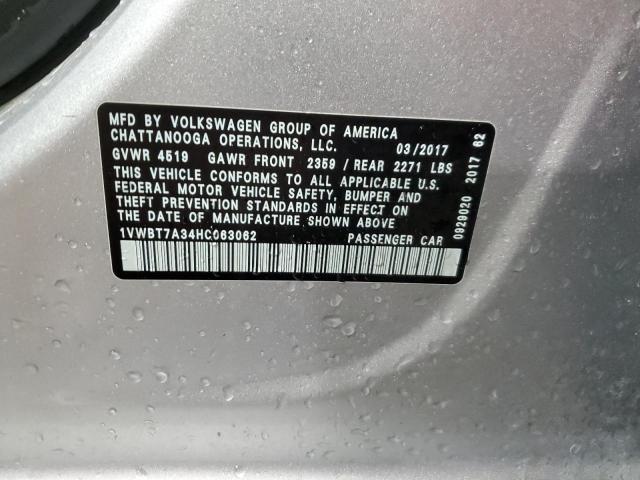 MFD BY VOLKSWAGEN GROUP OF AMERICA
CHATTANOOGA OPERATIONS, LLC. 03/2017
GVWR 4519 GAWR FRONT 2359 / REAR 2271 LBS
THIS VEHICLE CONFORMS TO ALL APPLICABLE U.S.
FEDERAL MOTOR VEHICLE SAFETY, BUMPER AND
THEFT PREVENTION STANDARDS IN EFFECT ON
THE DATE OF MANUFACTURE SHOWN ABOVE
1VWBT7A34HC063062 PASSENGER CAR
0929020 2017 62